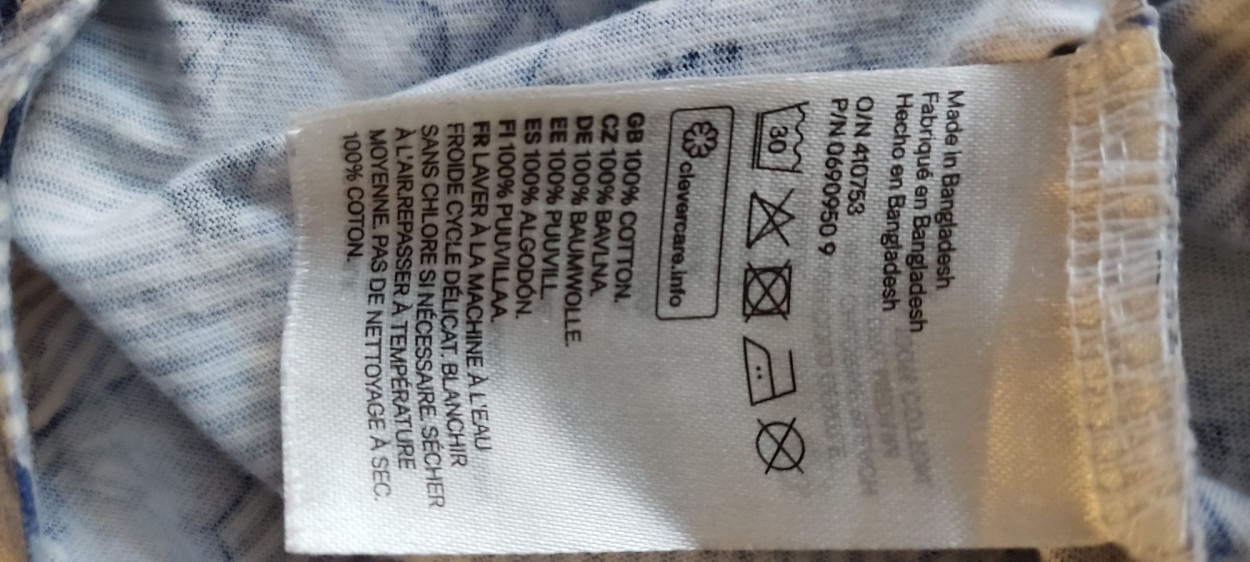 Made in Bangladesh
Fabriqué en Bangladesh
Hecho en Bangladesh
O/N 410753
P/N 0690950 9
30
clevercare.info
GB 100% COTTON.
CZ 100% BAVLNA.
DE 100% BAUMWOLLE.
EE 100% PUUVILL.
ES 100% ALGODÓN.
FI 100% PUUVILLAA.
FR LAVER À LA MACHINE À L'EAU
FROIDE CYCLE DÉLICAT. BLANCHIR
SANS CHLORE SI NÉCESSAIRE. SÉCHER
À L'AIR.REPASSER À TEMPÉRATURE
MOYENNE. PAS DE NETTOYAGE À SEC.
100% COTON.